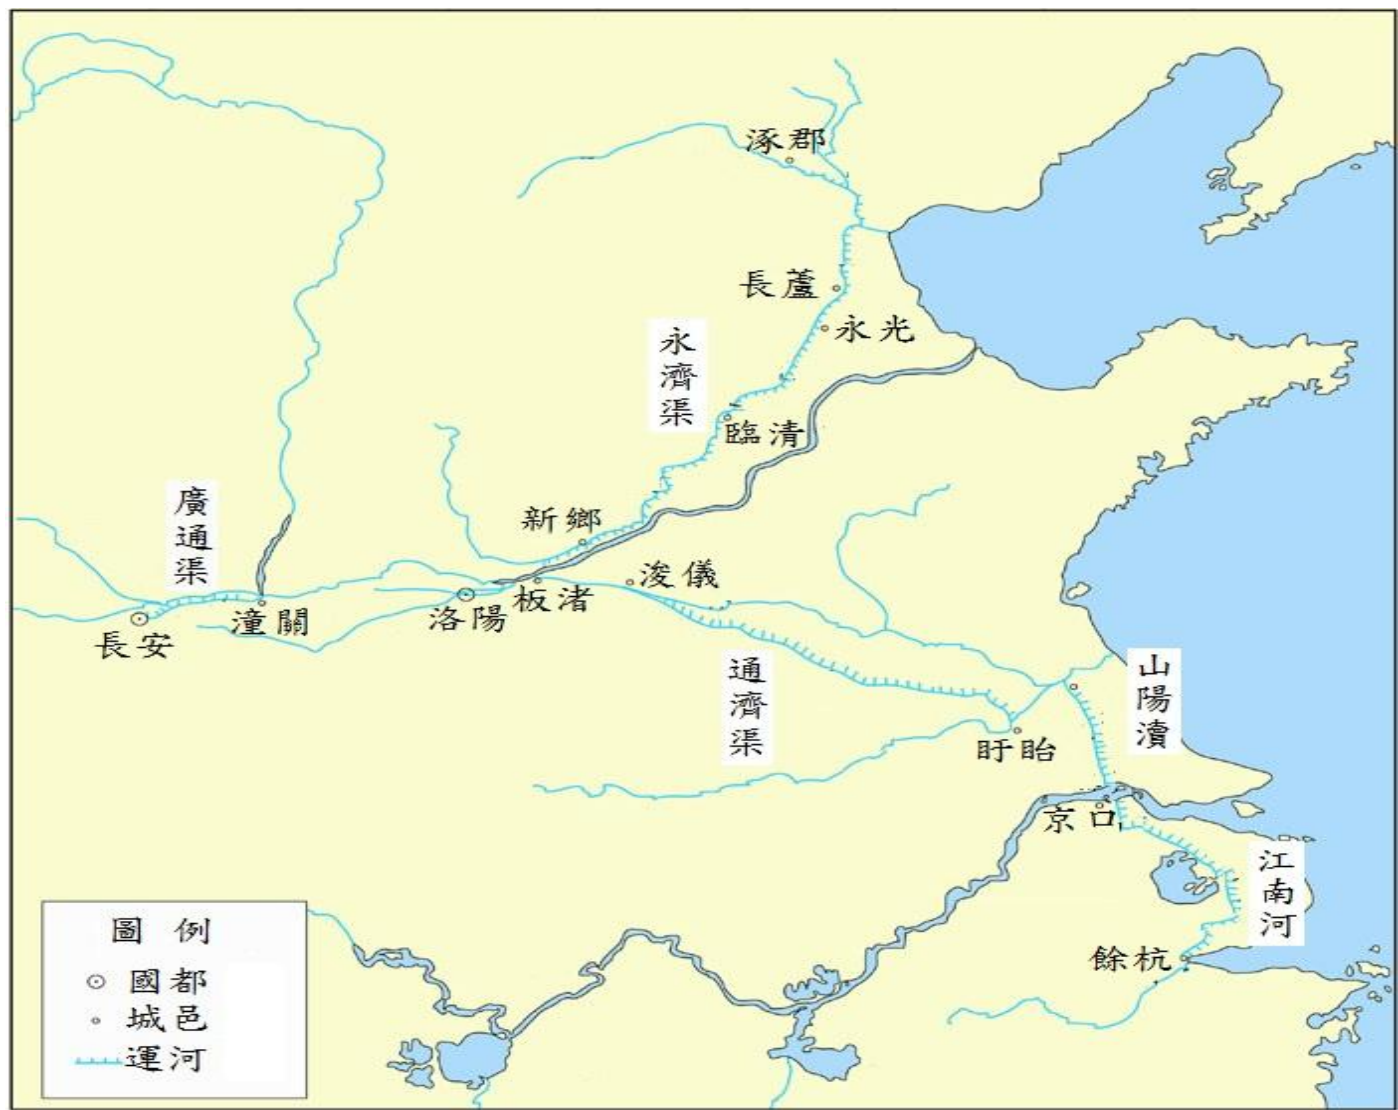 涿郡
長蘆
永光
永濟渠
臨清
廣通渠
新鄉
浚儀
板渚
洛陽
潼關
長安
通濟渠
山陽瀆
盱眙
京口
江南河
餘杭
圖例
國都
城邑
運河